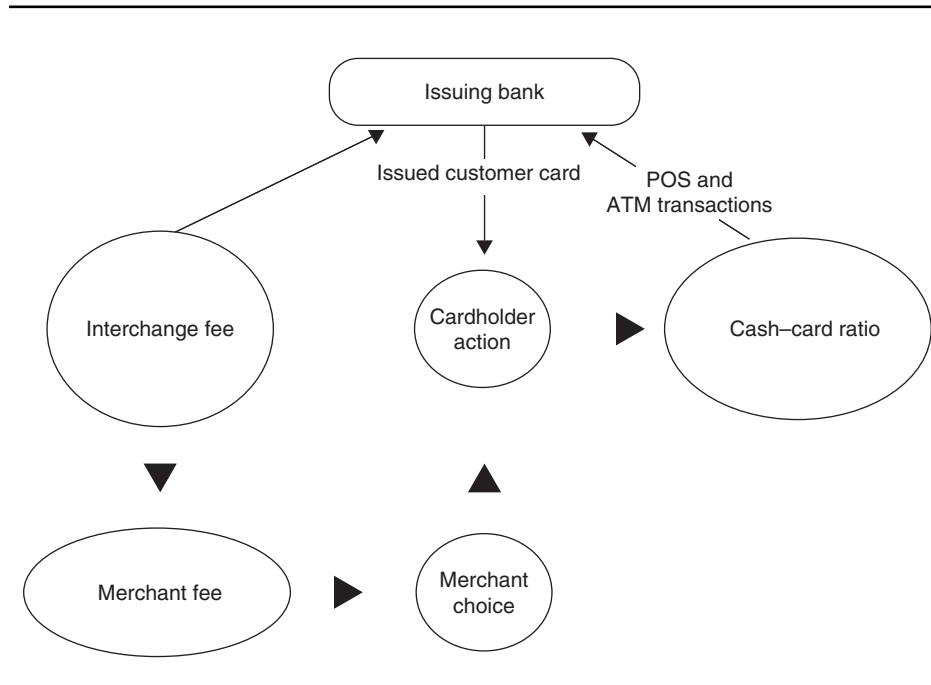 Issuing bank
Issued customer card
POS and
ATM transactions
Interchange fee
Cardholder
action
Cash–card ratio
Merchant fee
Merchant
choice